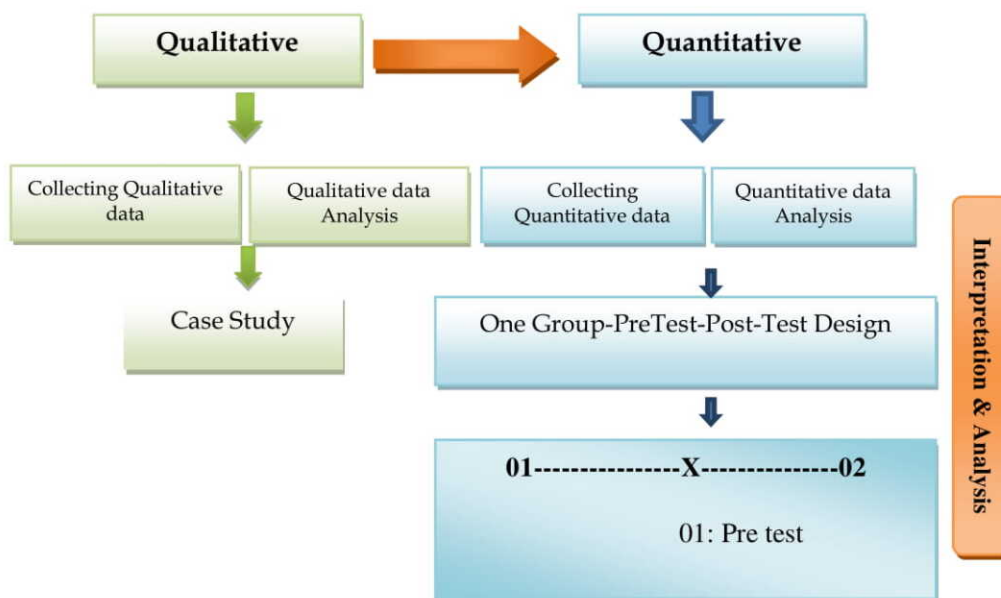 Qualitative
Quantitative
Collecting Qualitative
data
Qualitative data
Analysis
Collecting
Quantitative data
Quantitative data
Analysis
Case Study
One Group-PreTest-Post-Test Design
01----------------X---------------02
01: Pre test
Interpretation & Analysis